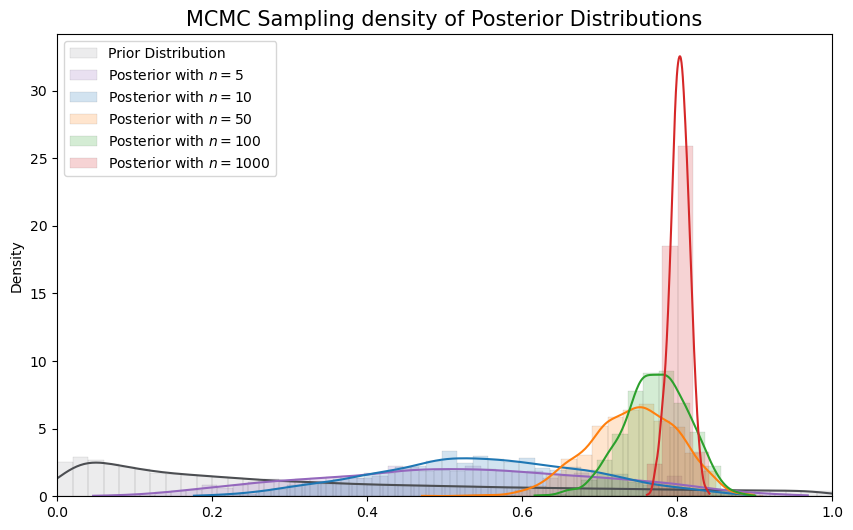 MCMC Sampling density of Posterior Distributions
Prior Distribution
Posterior with n = 5
Posterior with n = 10
Posterior with n = 50
Posterior with n = 100
Posterior with n = 1000
Density
30
25
20
15
10
5
0
0.0 0.2 0.4 0.6 0.8 1.0